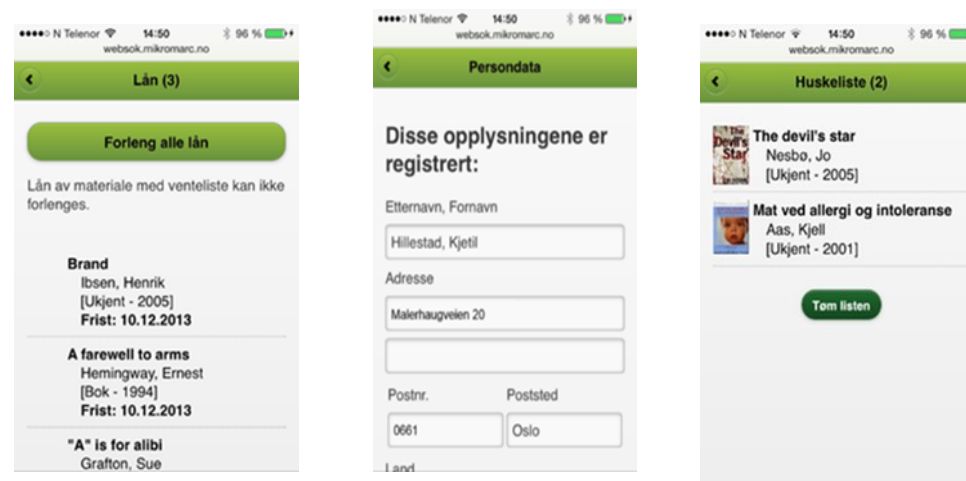 N Telenor 14:50 96 %
websok.mikromarc.no
Lån (3)
Forleng alle lån
Lån av materiale med venteliste kan ikke
forlenges.
Brand
Ibsen, Henrik
[Ukjent - 2005]
Frist: 10.12.2013
A farewell to arms
Hemingway, Ernest
[Bok - 1994]
Frist: 10.12.2013
"A" is for alibi
Grafton, Sue
N Telenor 14:50 96 %
websok.mikromarc.no
Persondata
Disse opplysningene er
registrert:
Etternavn, Fornavn
Hillestad, Kjetil
Adresse
Malerhaugveien 20
Postnr. Poststed
0661 Oslo
Land
N Telenor 14:50 96 %
websok.mikromarc.no
Huskeliste (2)
The
Devil's
Star
The devil's star
Nesbø, Jo
[Ukjent - 2005]
Mat ved allergi og intoleranse
Aas, Kjell
[Ukjent - 2001]
Tøm listen